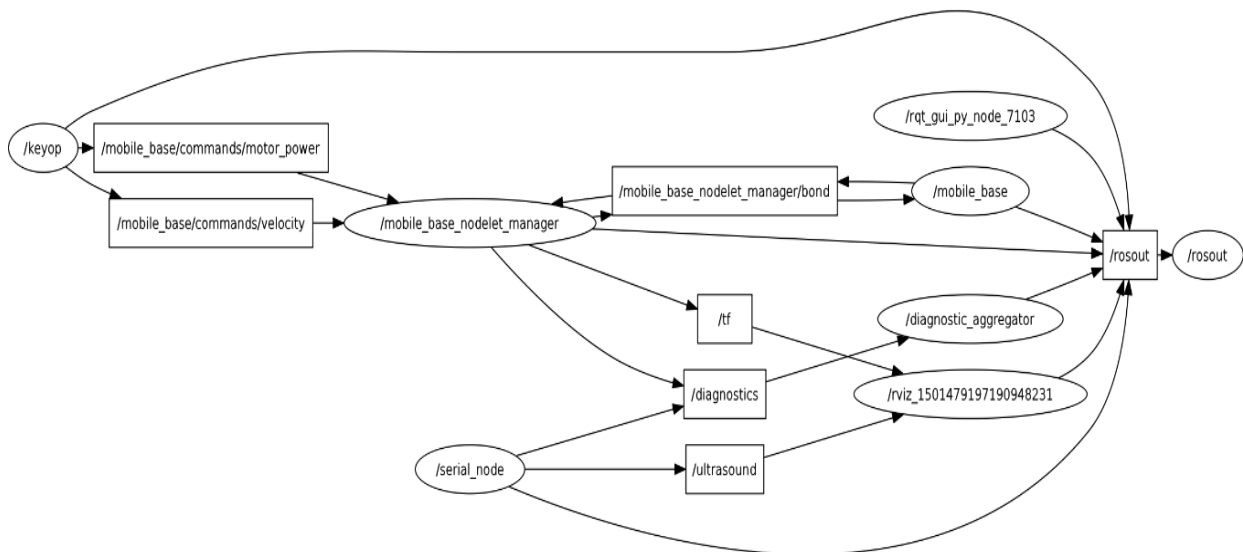 /rqt_gui_py_node_7103
/keyop
/mobile_base/commands/motor_power
/mobile_base_nodelet_manager/bond
/mobile_base
/mobile_base/commands/velocity
/mobile_base_nodelet_manager
/rosout
/rosout
/tf
/diagnostic_aggregator
/diagnostics
/rviz_1501479197190948231
/serial_node
/ultrasound